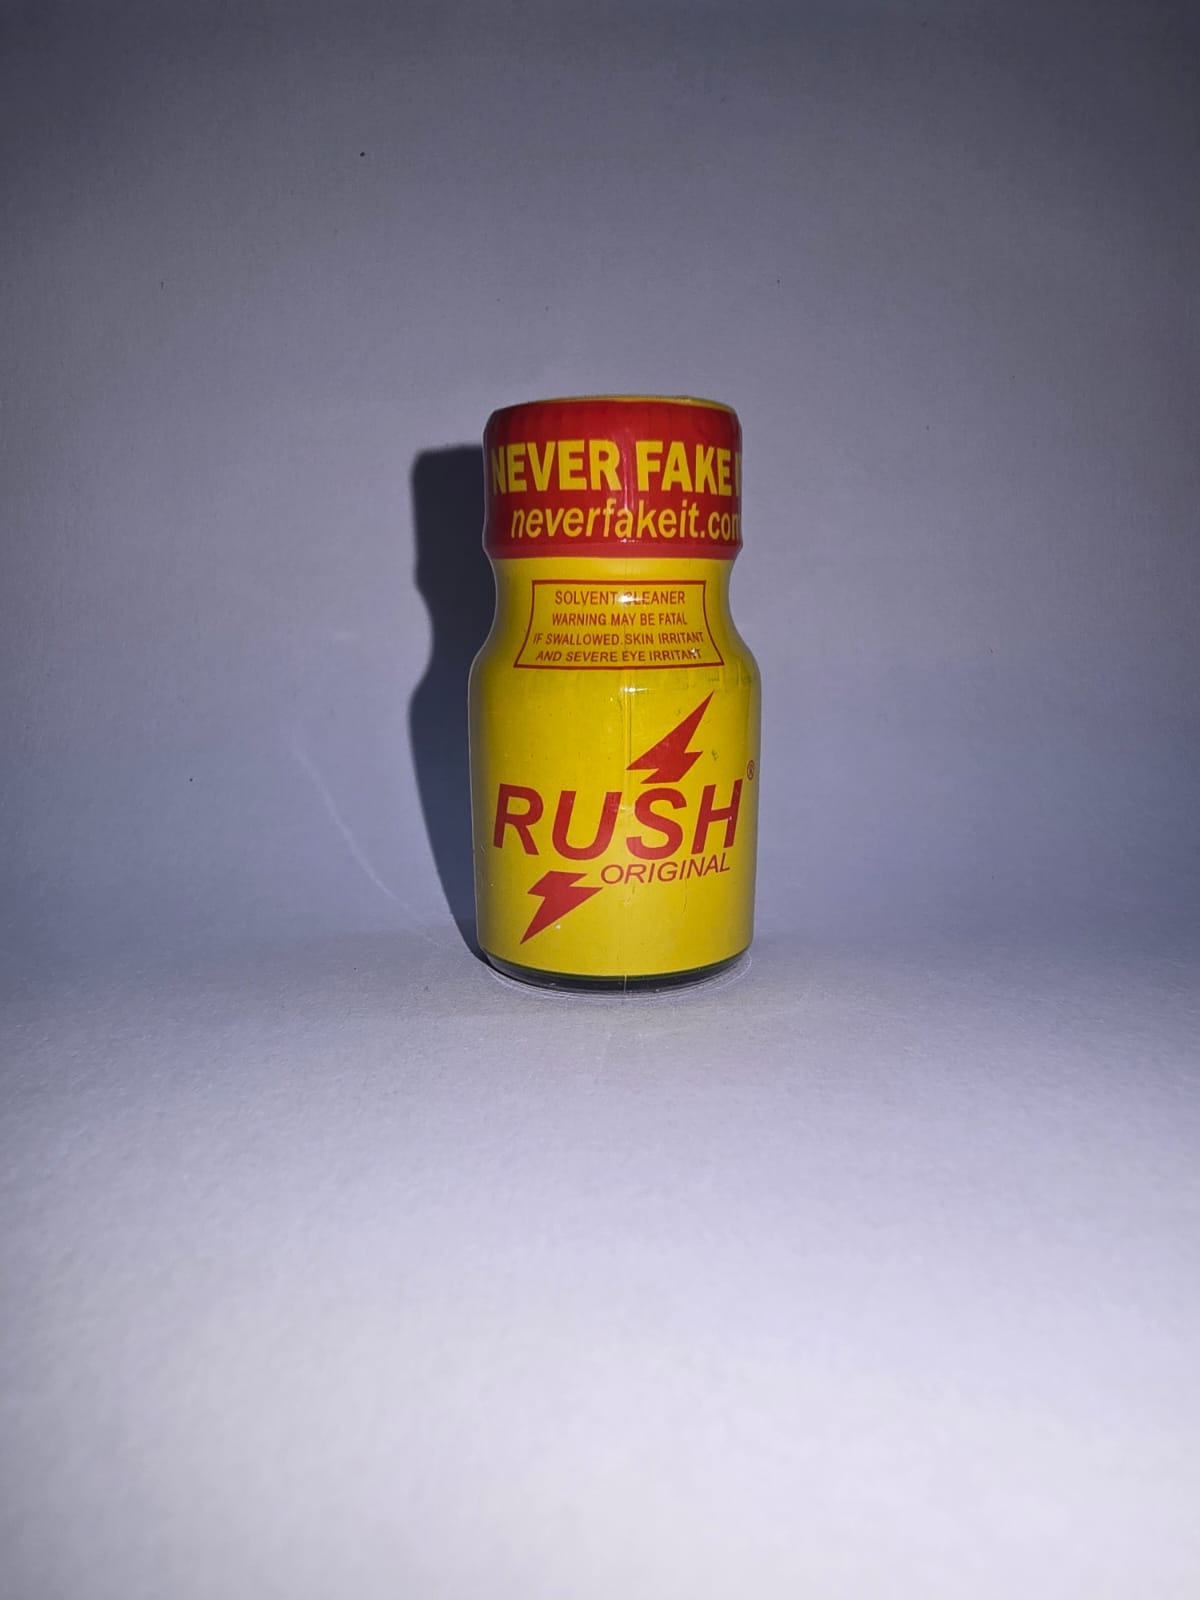 NEVER FAKE
neverfakeit.com
SOLVENT CLEANER
WARNING MAY BE FATAL
IF SWALLOWED.SKIN IRRITANT
AND SEVERE EYE IRRITANT
RUSH®
ORIGINAL